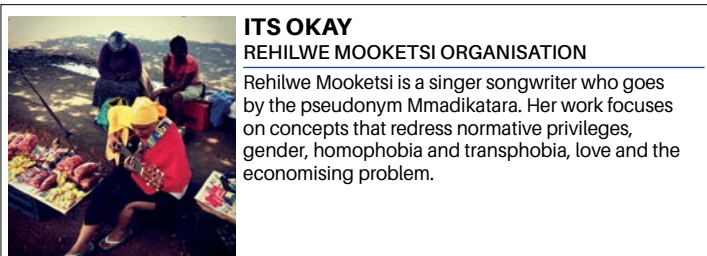 ITS OKAY
REHILWE MOOKETSI ORGANISATION
Rehilwe Mooketsi is a singer songwriter who goes
by the pseudonym Mmadikatara. Her work focuses
on concepts that redress normative privileges,
gender, homophobia and transphobia, love and the
economising problem.